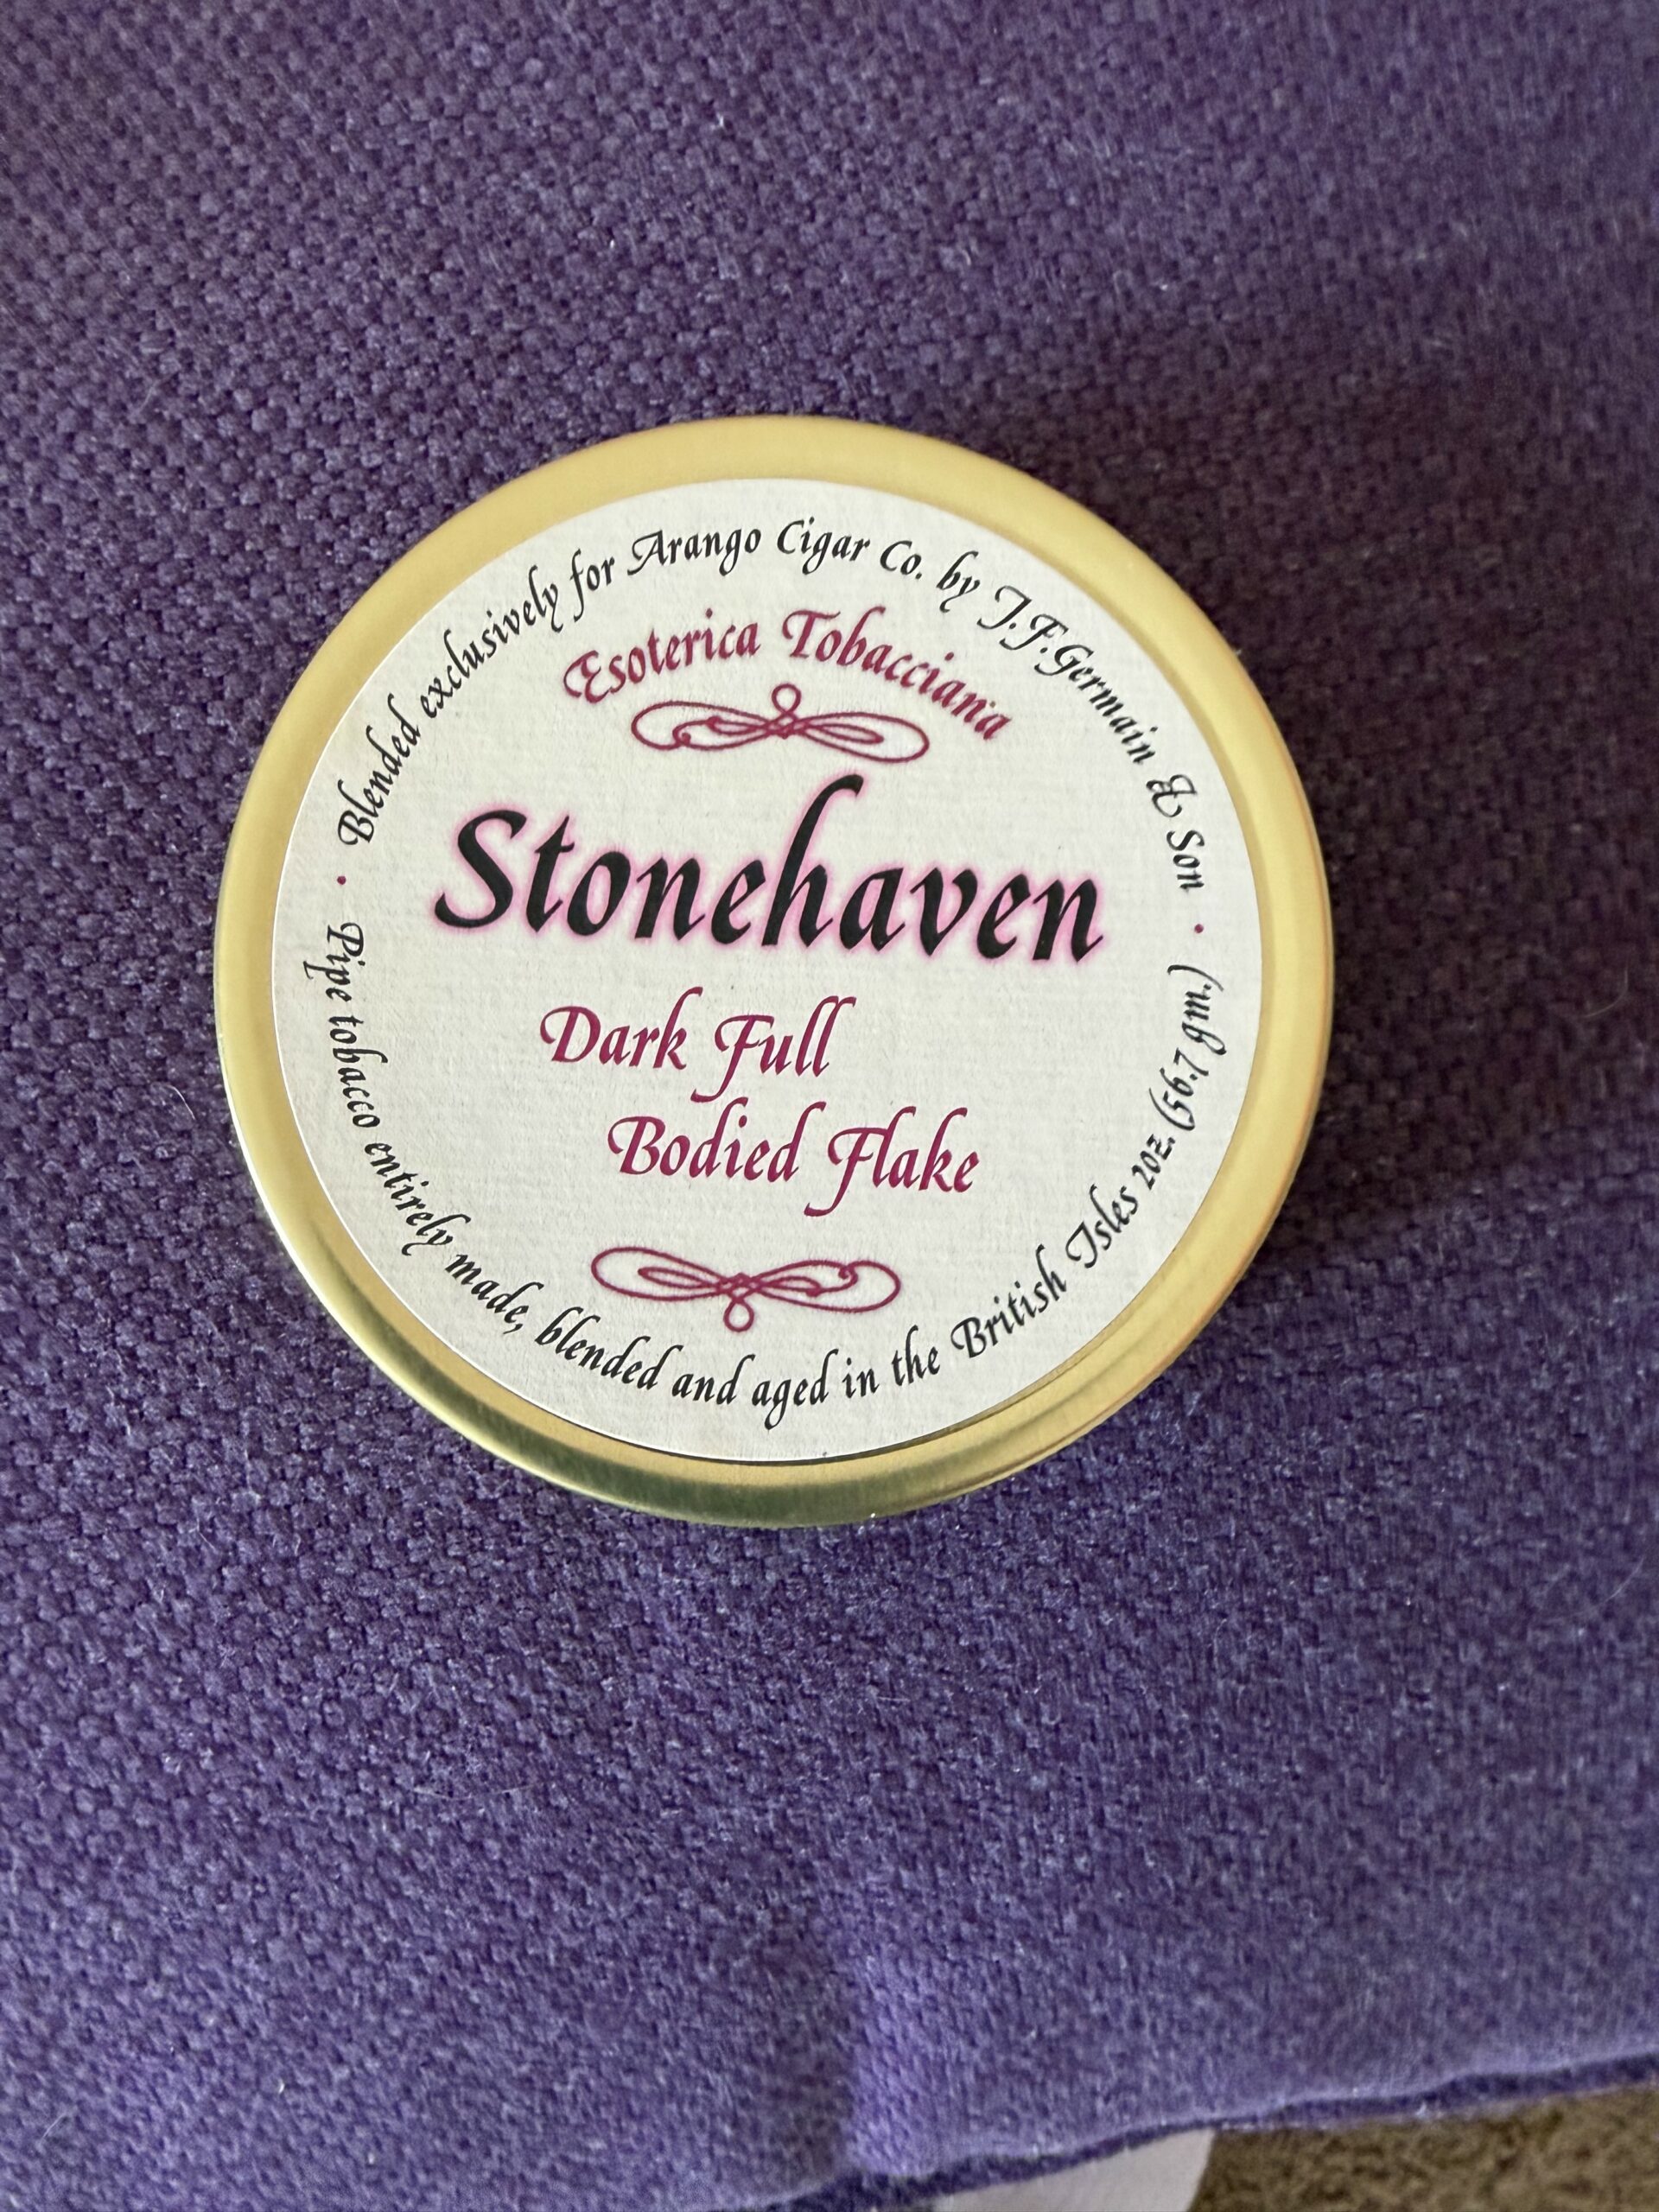 Blended exclusively for Arango Cigar Co. by J.F.Germain & Son
Esoterica Tobacciana
Stonehaven
Dark Full
Bodied Flake
Pipe tobacco entirely made, blended and aged in the British Isles 2oz.(56.7 gm.)